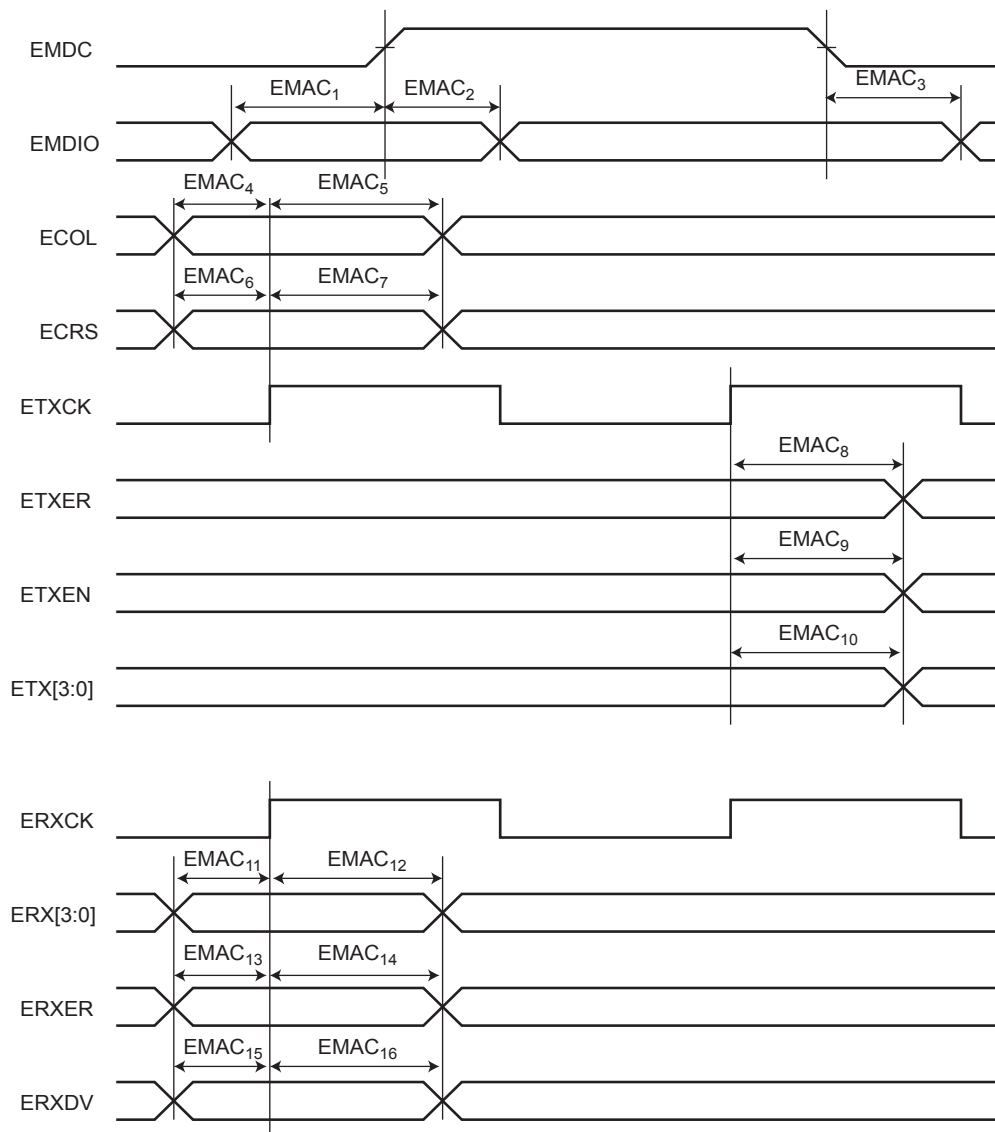 EMDC
EMAC1 EMAC2 EMAC3
EMDIO
EMAC4 EMAC5
ECOL
EMAC6 EMAC7
ECRS
ETXCK
EMAC8
ETXER
EMAC9
ETXEN
EMAC10
ETX[3:0]
ERXCK
EMAC11 EMAC12
ERX[3:0]
EMAC13 EMAC14
ERXER
EMAC15 EMAC16
ERXDV